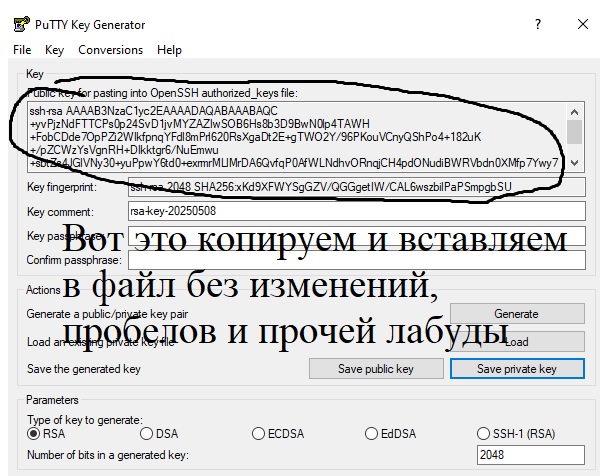 PuTTY Key Generator
File Key Conversions Help
Key
Public key for pasting into OpenSSH authorized_keys file:
ssh-rsa AAAAB3NzaC1yc2EAAAADAQABAAABAQC
+yvPjzNdFTTCPs0p24SvD1jvMYZAZIwSOB6Hs8b3D9BwN0lp4TAWH
+FobCDde7OpPZi2WIkfpnqYFdl8mPrl620RsXgaDt2E+gTWO2Y/96PKouVCnyQShPo4+182uK
+/pZCWzYsVgnRH+DIkktgr6/NuEmwu
+sbtZs4JGlVNy30+yuPpwY6td0+exmrMLIMrDA6QvfqP0AfWLNdhvORnqjCH4pdONudiBWRVbdn0XMfp7Ywy7
Key fingerprint: ssh-rsa 2048 SHA256:xKd9XFWYSgGZV/QGGgetIW/CAL6wszbilPaPSmpgbSU
Key comment: rsa-key-20250508
Key passphrase:
Confirm passphrase:
Вот это копируем и вставляем
в файл без изменений,
пробелов и прочей лабуды
Actions
Generate a public/private key pair Generate
Load an existing private key file Load
Save the generated key Save public key Save private key
Parameters
Type of key to generate:
RSA DSA ECDSA EdDSA SSH-1 (RSA)
Number of bits in a generated key: 2048